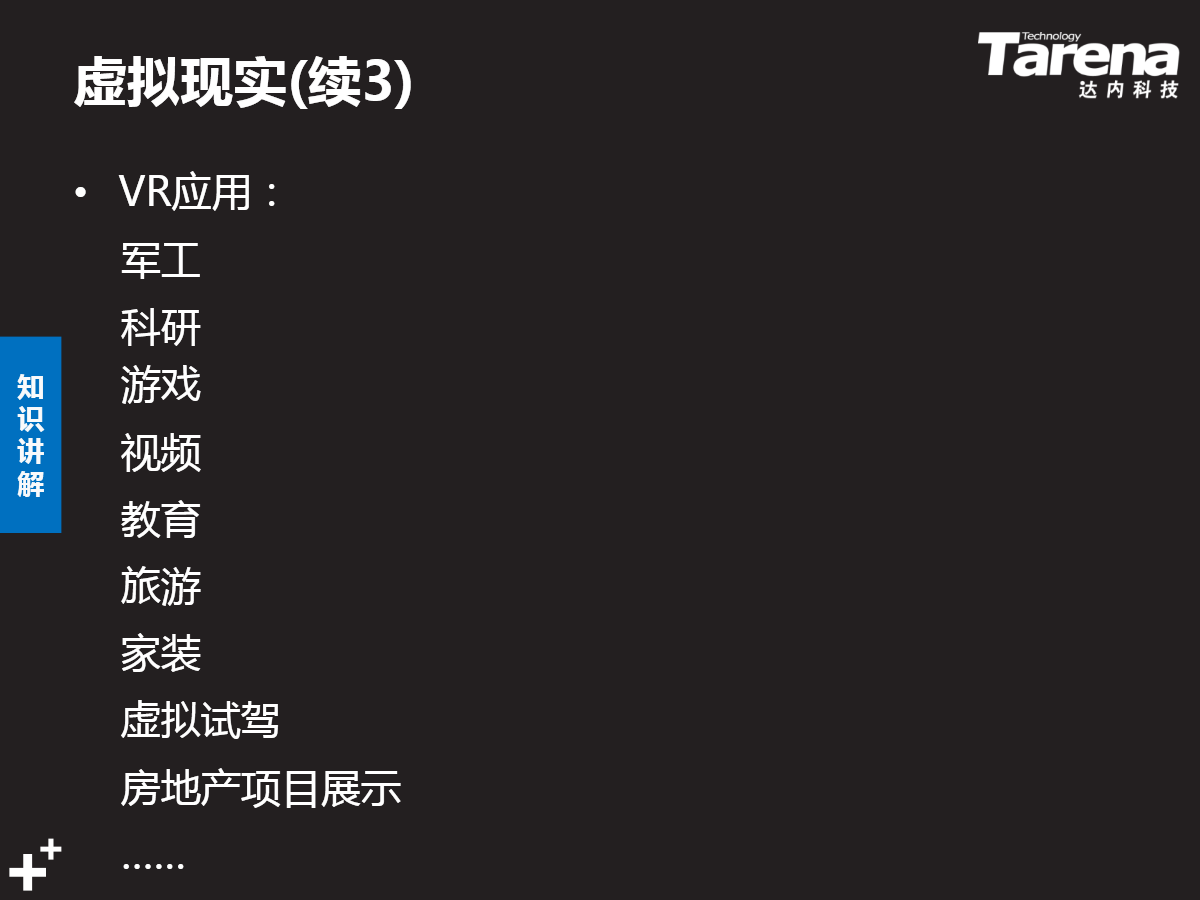 虚拟现实(续3)
Technology
Tarena
达内科技
• VR应用：
军工
科研
游戏
视频
教育
旅游
家装
虚拟试驾
房地产项目展示
……
知识讲解